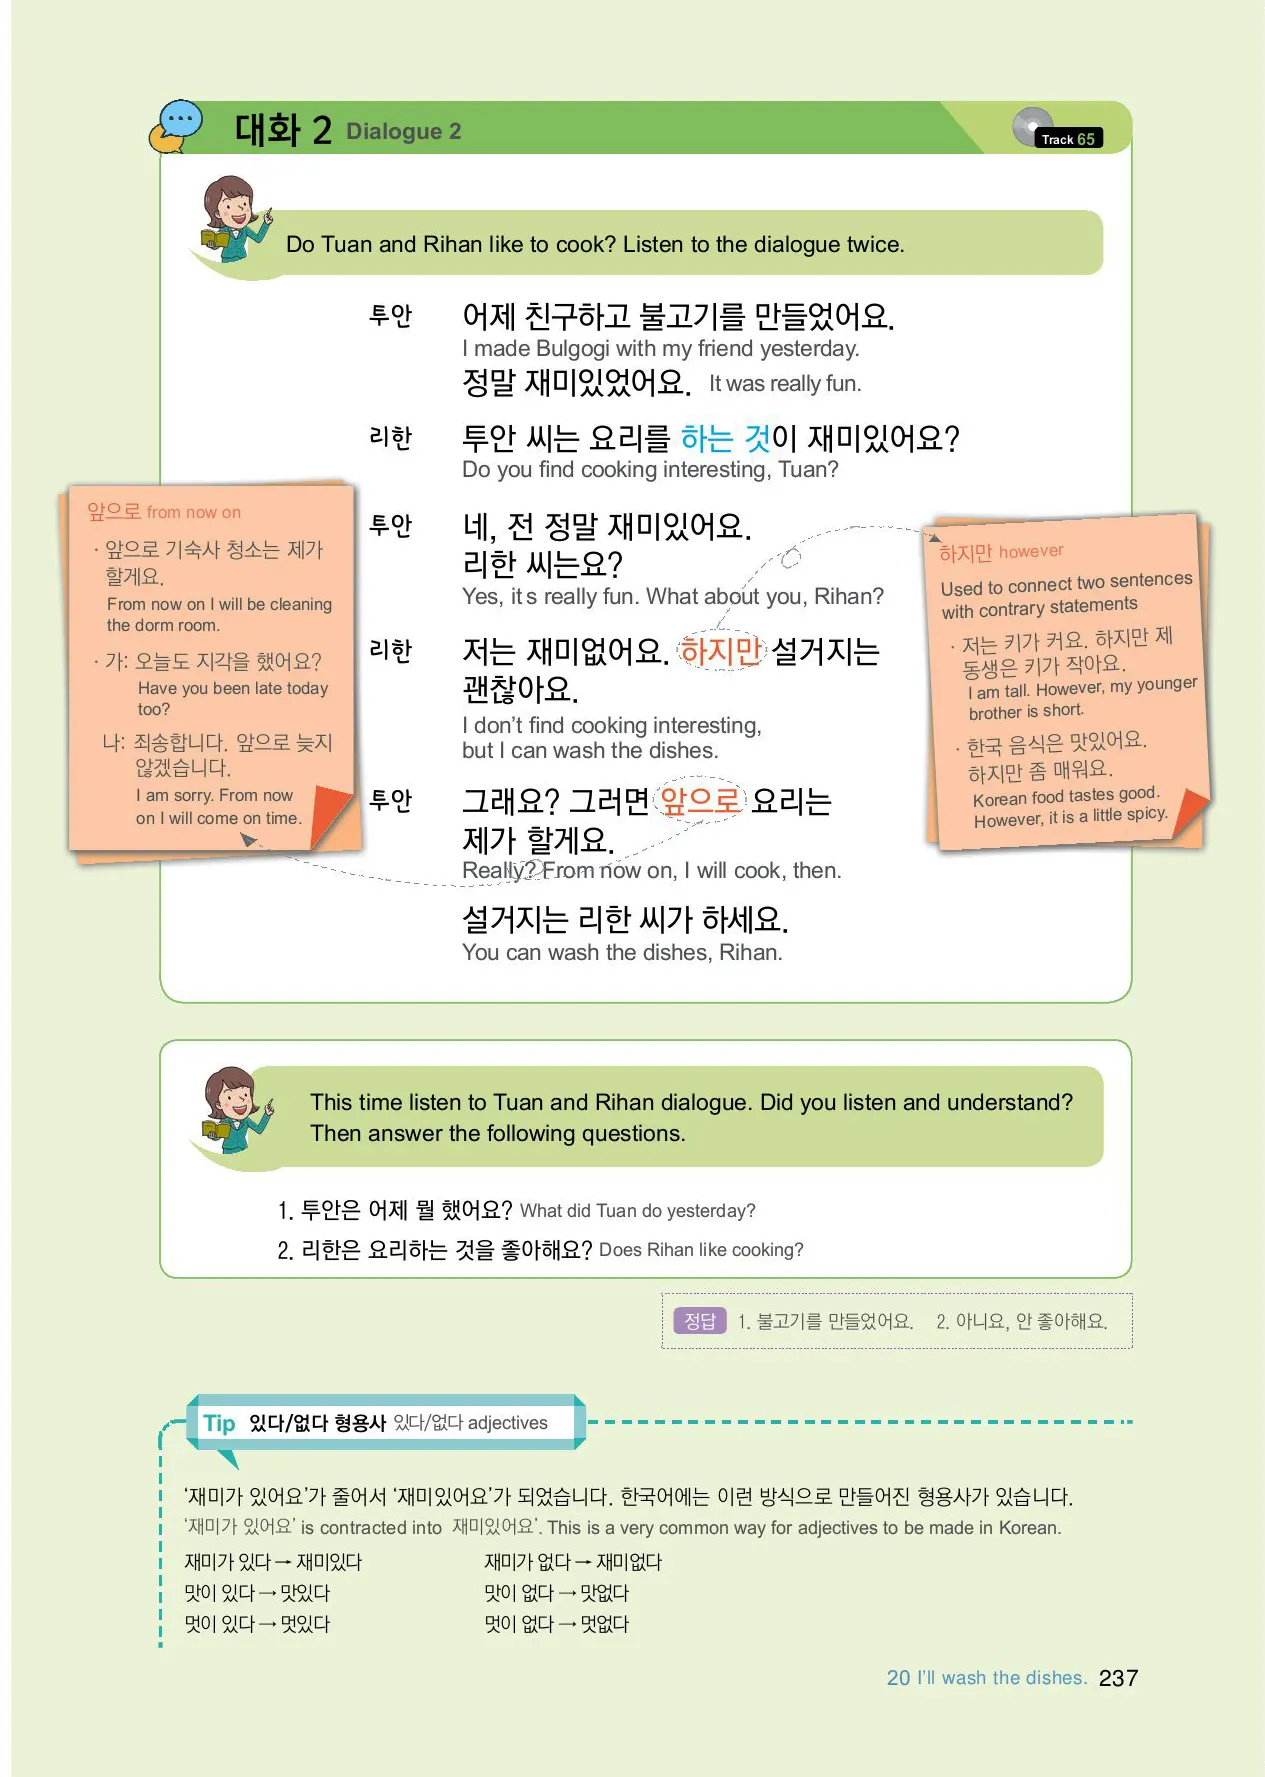 대화 2 Dialogue 2
Track 65
Do Tuan and Rihan like to cook? Listen to the dialogue twice.
투안 어제 친구하고 불고기를 만들었어요.
I made Bulgogi with my friend yesterday.
정말 재미있었어요. It was really fun.
리한 투안 씨는 요리를 하는 것이 재미있어요?
Do you find cooking interesting, Tuan?
투안 네, 전 정말 재미있어요.
리한 씨는요?
Yes, it s really fun. What about you, Rihan?
리한 저는 재미없어요. 하지만 설거지는
괜찮아요.
I don’t find cooking interesting,
but I can wash the dishes.
투안 그래요? 그러면 앞으로 요리는
제가 할게요.
Really? From now on, I will cook, then.
설거지는 리한 씨가 하세요.
You can wash the dishes, Rihan.
앞으로 from now on
· 앞으로 기숙사 청소는 제가
할게요.
From now on I will be cleaning
the dorm room.
· 가: 오늘도 지각을 했어요?
Have you been late today
too?
나: 죄송합니다. 앞으로 늦지
않겠습니다.
I am sorry. From now
on I will come on time.
하지만 however
Used to connect two sentences
with contrary statements
· 저는 키가 커요. 하지만 제
동생은 키가 작아요.
I am tall. However, my younger
brother is short.
· 한국 음식은 맛있어요.
하지만 좀 매워요.
Korean food tastes good.
However, it is a little spicy.
This time listen to Tuan and Rihan dialogue. Did you listen and understand?
Then answer the following questions.
1. 투안은 어제 뭘 했어요? What did Tuan do yesterday?
2. 리한은 요리하는 것을 좋아해요? Does Rihan like cooking?
정답 1. 불고기를 만들었어요. 2. 아니요, 안 좋아해요.
Tip 있다/없다 형용사 있다/없다 adjectives
‘재미가 있어요’가 줄어서 ‘재미있어요’가 되었습니다. 한국어에는 이런 방식으로 만들어진 형용사가 있습니다.
‘재미가 있어요’ is contracted into 재미있어요’. This is a very common way for adjectives to be made in Korean.
재미가 있다 → 재미있다 재미가 없다 → 재미없다
맛이 있다 → 맛있다 맛이 없다 → 맛없다
멋이 있다 → 멋있다 멋이 없다 → 멋없다
20 I’ll wash the dishes. 237